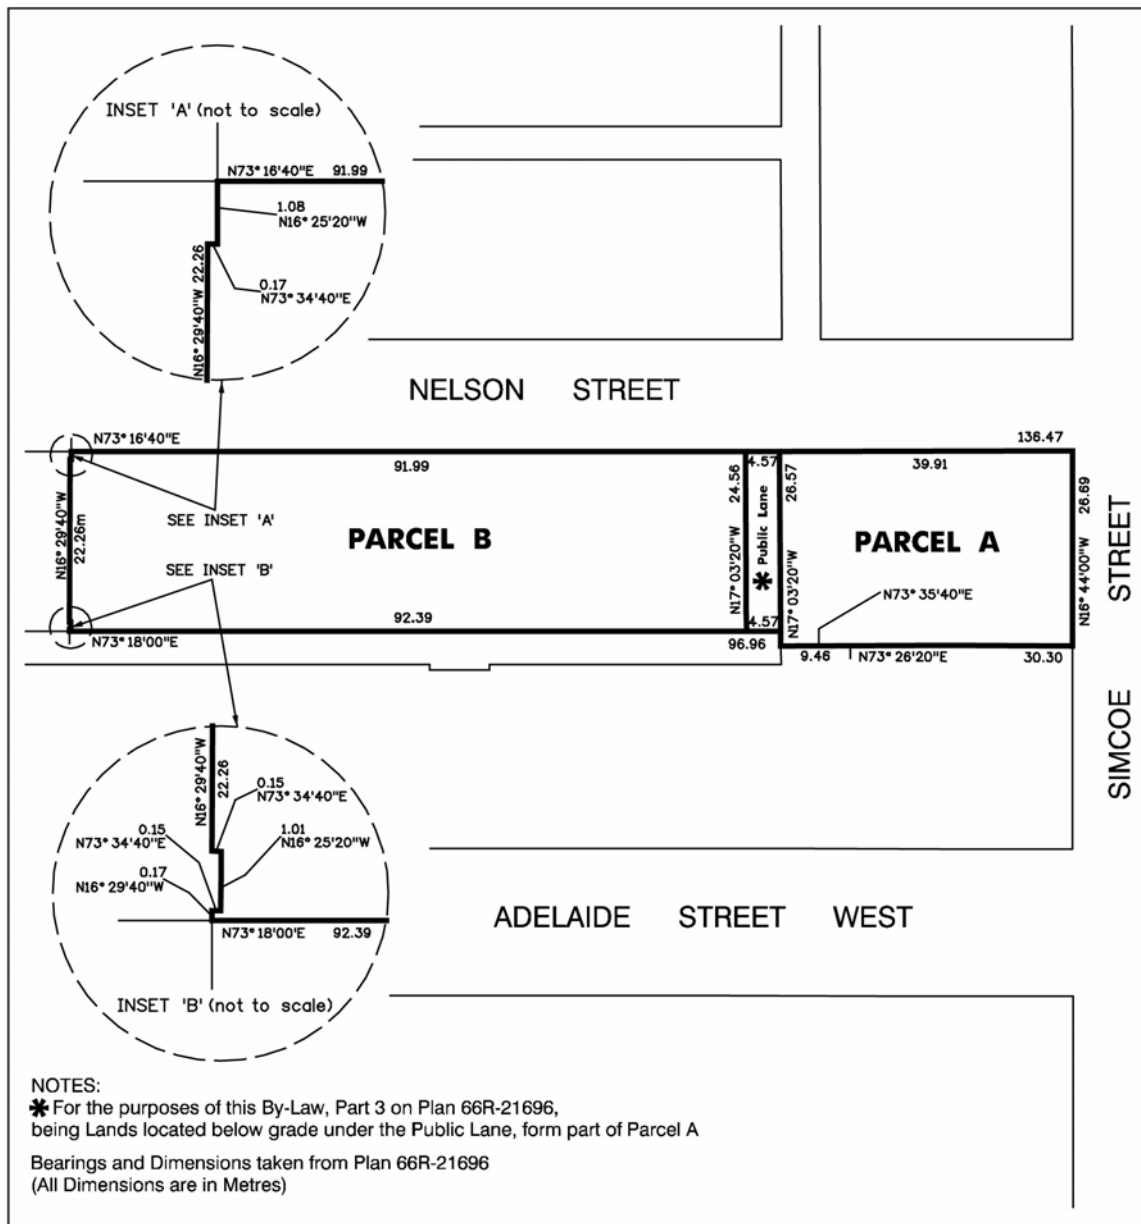 INSET 'A' (not to scale)
N73° 16'40"E 91.99
1.08
N16° 25'20"W
0.17
N73° 34'40"E
N16° 29'40"W 22.26
NELSON STREET
N73° 16'40"E
136.47
91.99
4.57
39.91
N16° 29'40"W
22.26m
SEE INSET 'A'
PARCEL B
SEE INSET 'B'
N17° 03'20"W 24.56
✱ Public Lane
26.57
N17° 03'20"W
PARCEL A
N73° 35'40"E
N16° 44'00"W 26.69
SIMCOE STREET
92.39
4.57
N73° 18'00"E
96.96
9.46
N73° 26'20"E
30.30
N16° 29'40"W
22.26
0.15
N73° 34'40"E
0.15
N73° 34'40"E
1.01
N16° 25'20"W
0.17
N16° 29'40"W
N73° 18'00'E 92.39
INSET 'B' (not to scale)
ADELAIDE STREET WEST
NOTES:
✱ For the purposes of this By-Law, Part 3 on Plan 66R-21696,
being Lands located below grade under the Public Lane, form part of Parcel A
Bearings and Dimensions taken from Plan 66R-21696
(All Dimensions are in Metres)